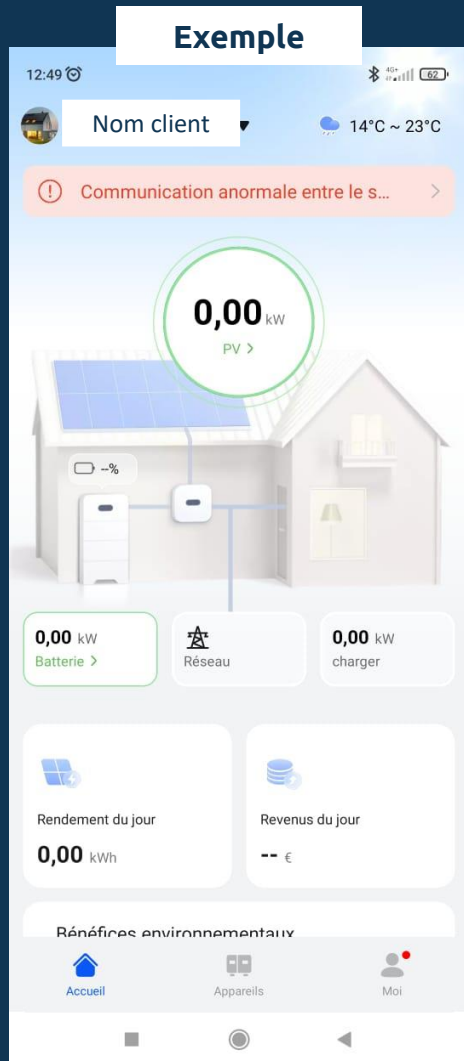 Exemple
12:49
4G+
62
Nom client
14°C ~ 23°C
Communication anormale entre le s...
0,00 kW
PV >
--%
0,00 kW
Batterie >
Réseau
0,00 kW
charger
Rendement du jour
0,00 kWh
Revenus du jour
-- €
Bénéfices environnementaux
Accueil
Appareils
Moi